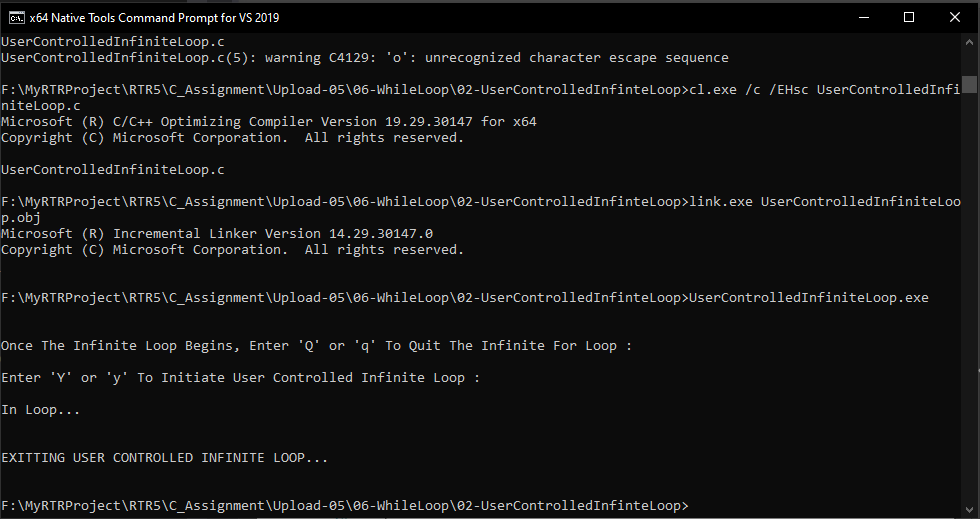 x64 Native Tools Command Prompt for VS 2019
UserControlledInfiniteLoop.c
UserControlledInfiniteLoop.c(5): warning C4129: 'o': unrecognized character escape sequence
F:\MyRTRProject\RTR5\C_Assignment\Upload-05\06-WhileLoop\02-UserControlledInfinteLoop>cl.exe /c /EHsc UserControlledInfi
niteLoop.c
Microsoft (R) C/C++ Optimizing Compiler Version 19.29.30147 for x64
Copyright (C) Microsoft Corporation.  All rights reserved.
UserControlledInfiniteLoop.c
F:\MyRTRProject\RTR5\C_Assignment\Upload-05\06-WhileLoop\02-UserControlledInfinteLoop>link.exe UserControlledInfiniteLoo
p.obj
Microsoft (R) Incremental Linker Version 14.29.30147.0
Copyright (C) Microsoft Corporation.  All rights reserved.
F:\MyRTRProject\RTR5\C_Assignment\Upload-05\06-WhileLoop\02-UserControlledInfinteLoop>UserControlledInfiniteLoop.exe
Once The Infinite Loop Begins, Enter 'Q' or 'q' To Quit The Infinite For Loop :
Enter 'Y' or 'y' To Initiate User Controlled Infinite Loop :
In Loop...
EXITTING USER CONTROLLED INFINITE LOOP...
F:\MyRTRProject\RTR5\C_Assignment\Upload-05\06-WhileLoop\02-UserControlledInfinteLoop>